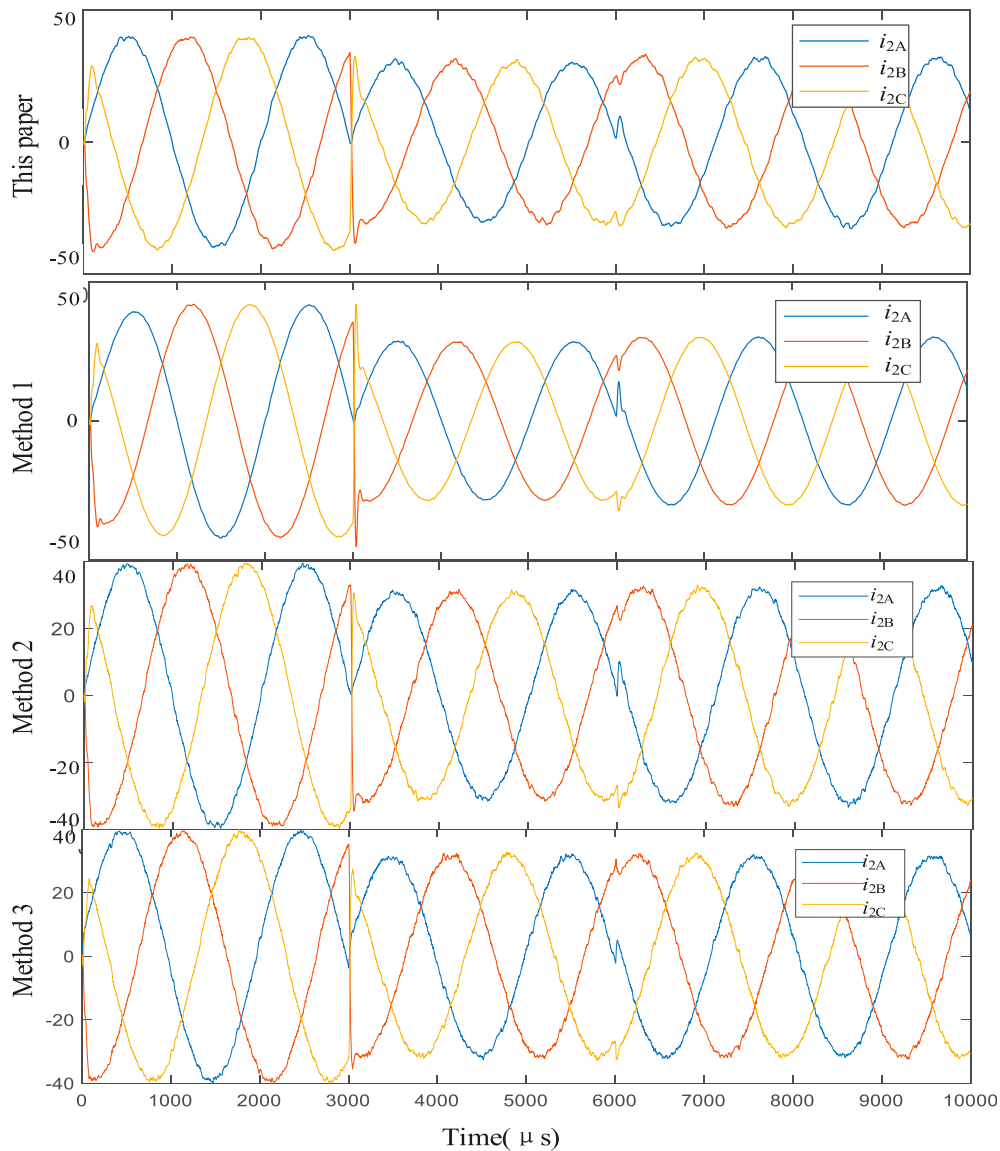 50
0
-50
This paper
i2A
i2B
i2C
50
0
-50
Method 1
i2A
i2B
i2C
40
20
0
-20
-40
Method 2
i2A
i2B
i2C
40
20
0
-20
-40
Method 3
i2A
i2B
i2C
0 1000 2000 3000 4000 5000 6000 7000 8000 9000 10000
Time( μ s)